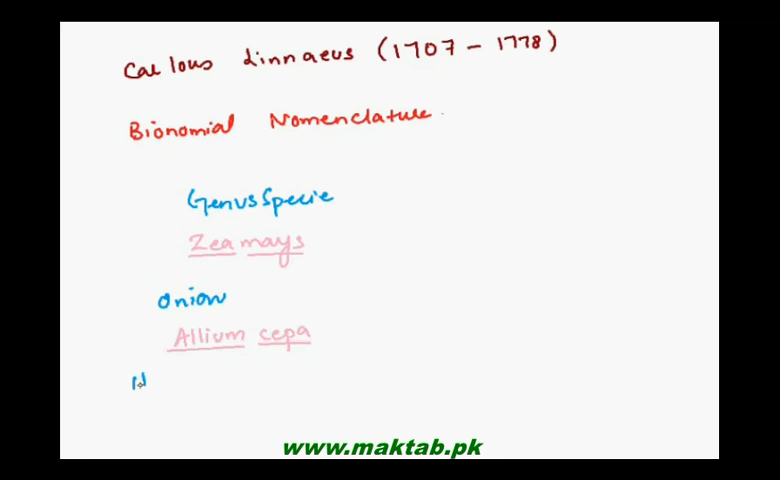 Carlous Linnaeus (1707 - 1778)
Bionomial Nomenclature.
Genus Specie
Zea mays
Onion
Allium cepa
www.maktab.pk